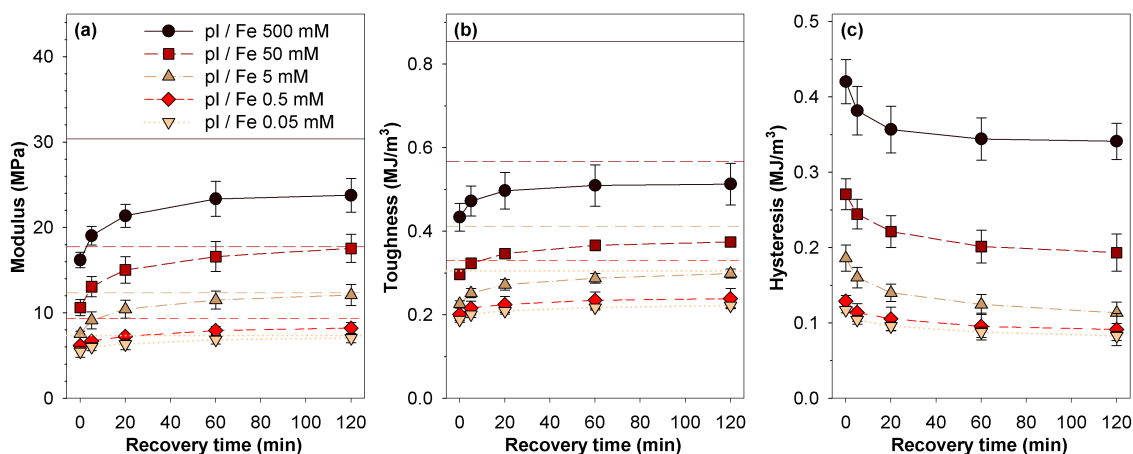 (a)
pI / Fe 500 mM
pI / Fe 50 mM
pI / Fe 5 mM
pI / Fe 0.5 mM
pI / Fe 0.05 mM
Modulus (MPa)
40
30
20
10
0
0 20 40 60 80 100 120
Recovery time (min)
(b)
Toughness (MJ/m³)
0.8
0.6
0.4
0.2
0.0
0 20 40 60 80 100 120
Recovery time (min)
(c)
Hysteresis (MJ/m³)
0.5
0.4
0.3
0.2
0.1
0.0
0 20 40 60 80 100 120
Recovery time (min)